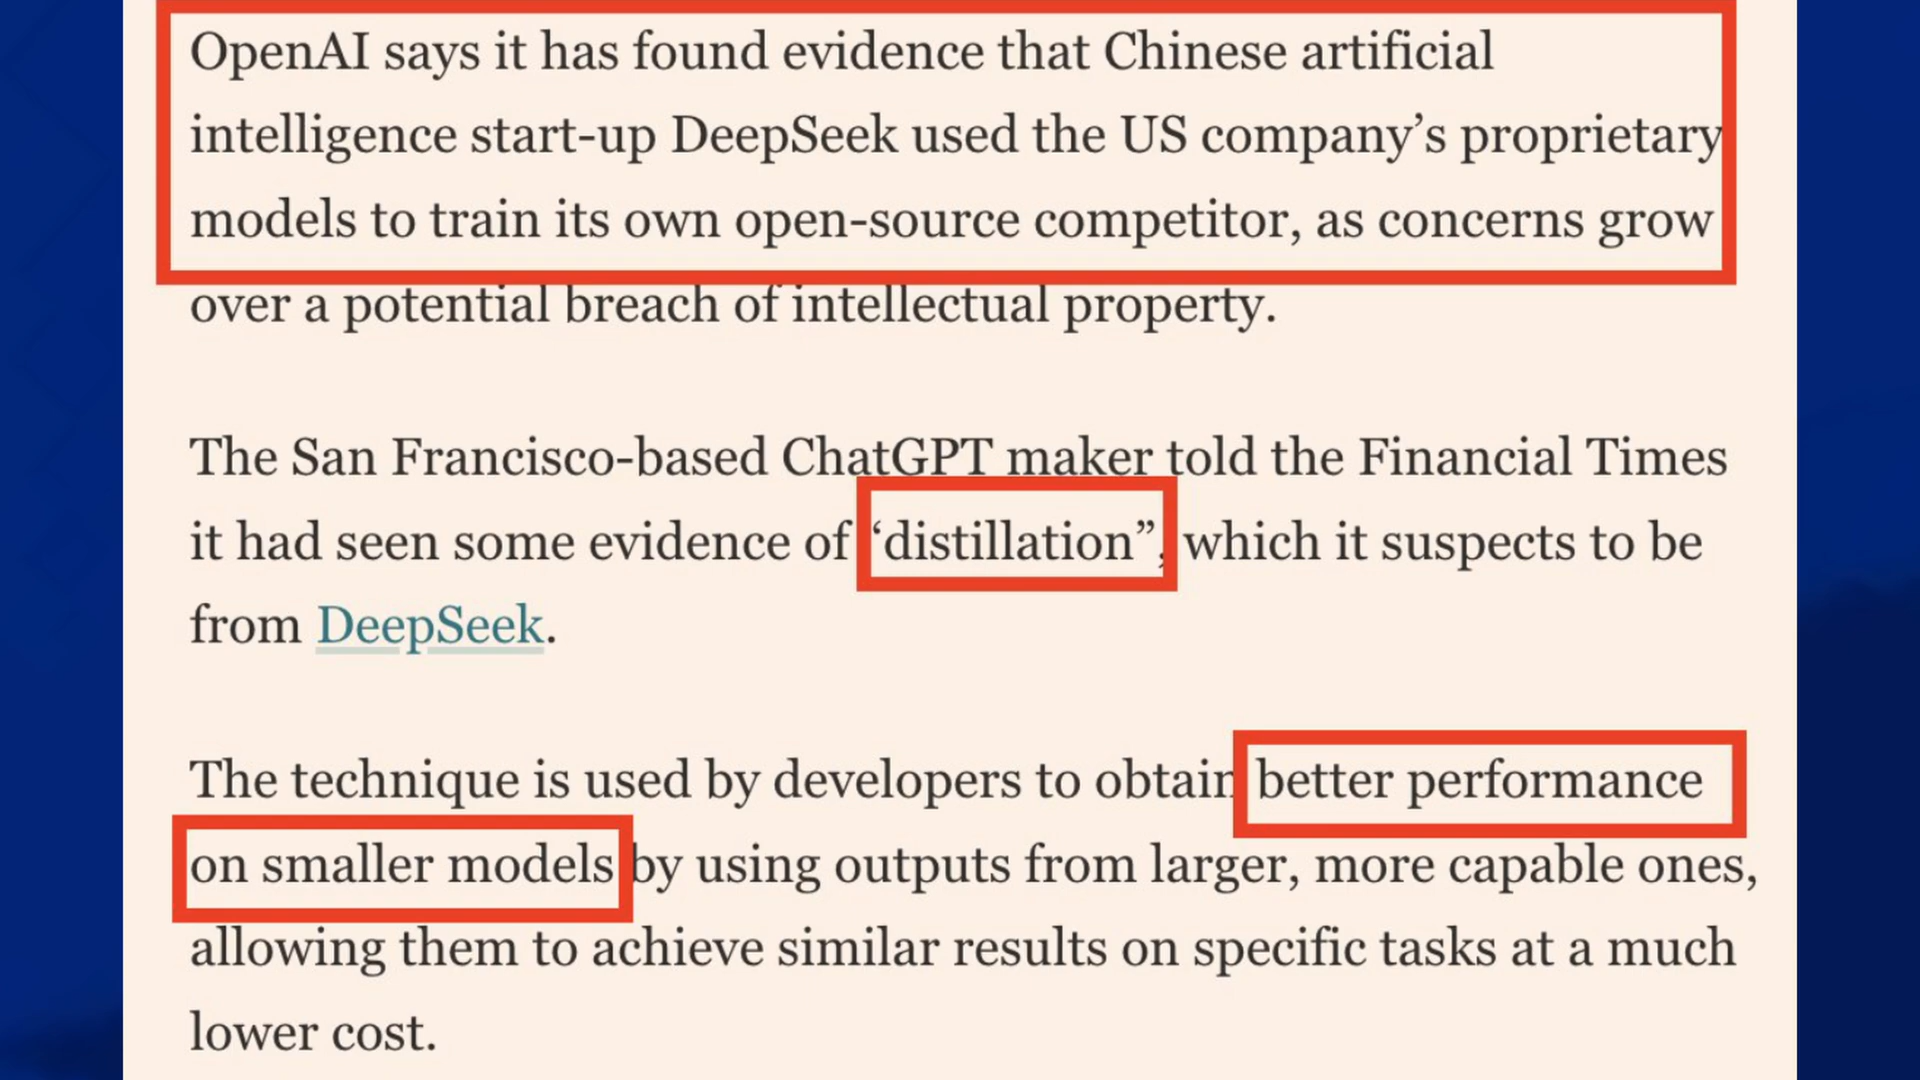 OpenAI says it has found evidence that Chinese artificial
intelligence start-up DeepSeek used the US company’s proprietary
models to train its own open-source competitor, as concerns grow
over a potential breach of intellectual property.
The San Francisco-based ChatGPT maker told the Financial Times
it had seen some evidence of ‘distillation”, which it suspects to be
from DeepSeek.
The technique is used by developers to obtain better performance
on smaller models by using outputs from larger, more capable ones,
allowing them to achieve similar results on specific tasks at a much
lower cost.